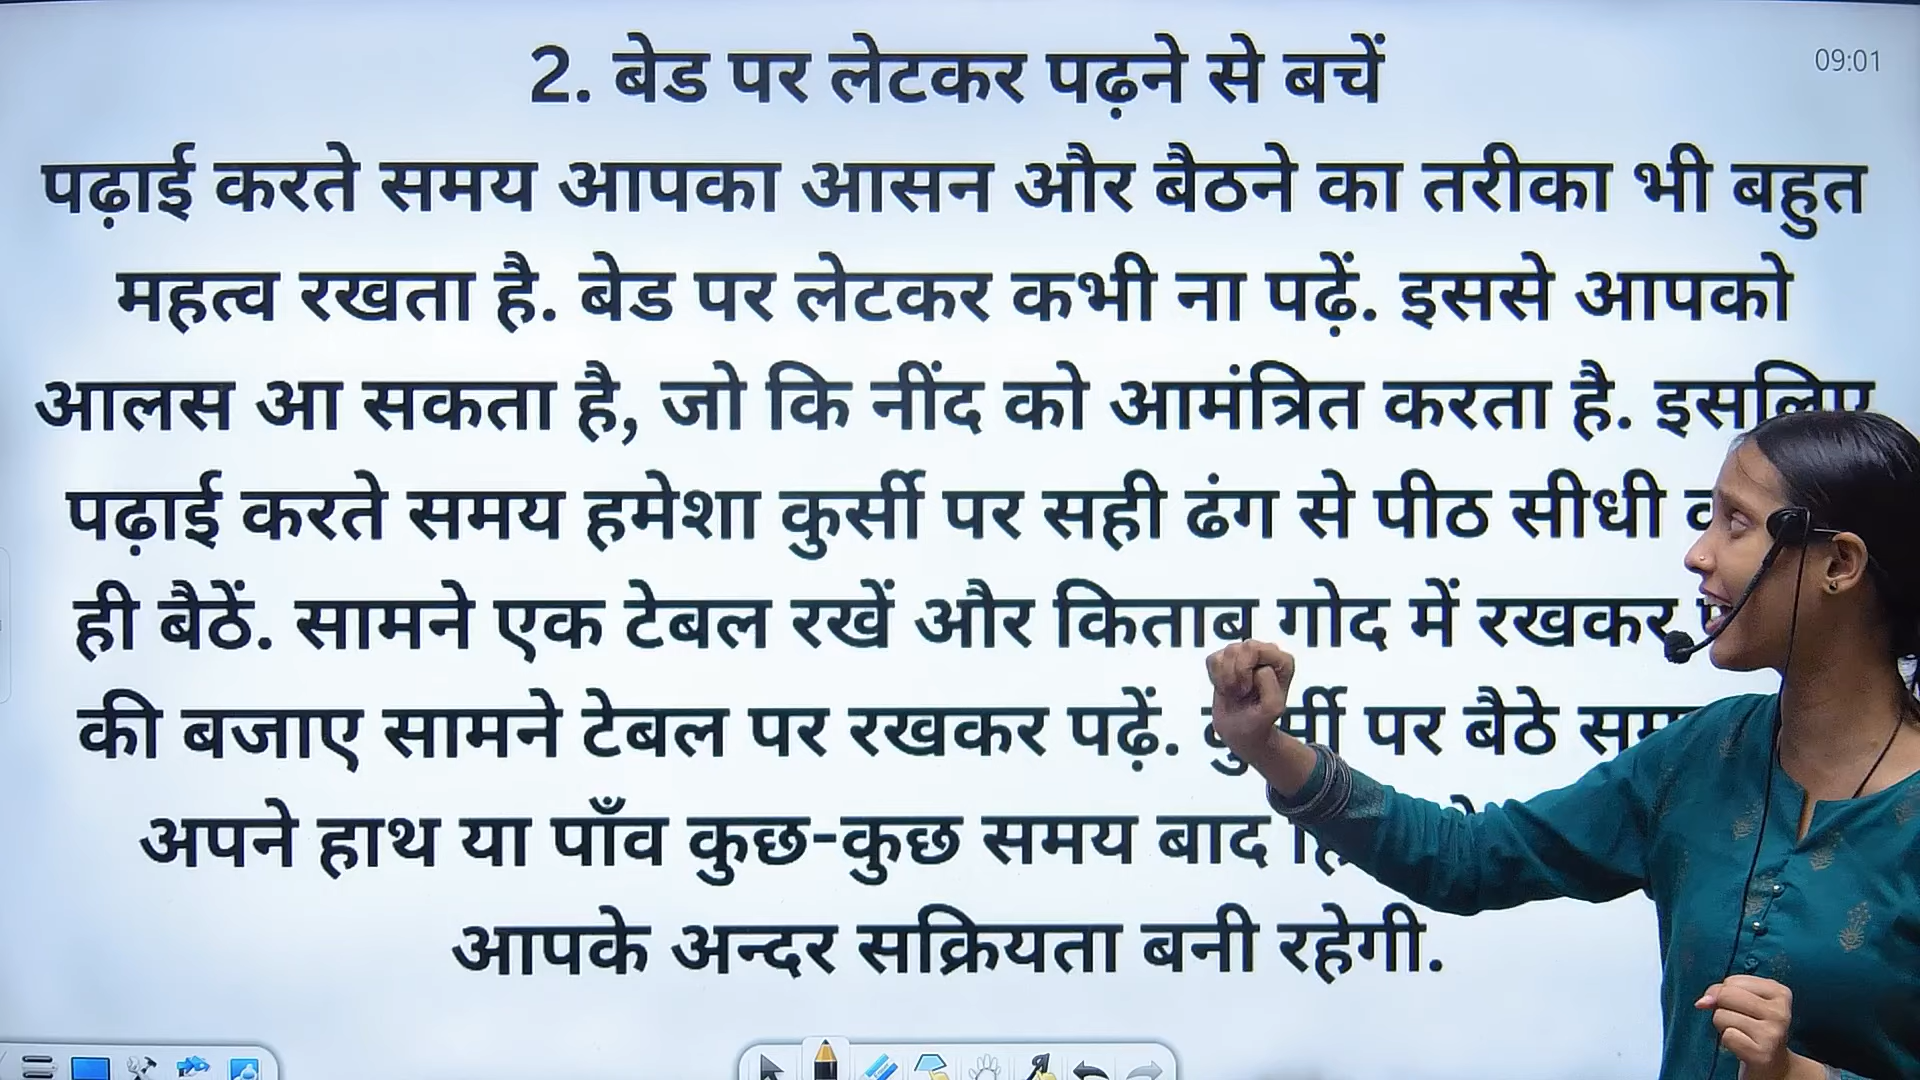 2. बेड पर लेटकर पढ़ने से बचें
09:01
पढ़ाई करते समय आपका आसन और बैठने का तरीका भी बहुत
महत्व रखता है. बेड पर लेटकर कभी ना पढ़ें. इससे आपको
आलस आ सकता है, जो कि नींद को आमंत्रित करता है. इसलिए
पढ़ाई करते समय हमेशा कुर्सी पर सही ढंग से पीठ सीधी
ही बैठें. सामने एक टेबल रखें और किताब गोद में रखकर
की बजाए सामने टेबल पर रखकर पढ़ें. कुर्सी पर बैठे समय
अपने हाथ या पाँव कुछ-कुछ समय बाद
आपके अन्दर सक्रियता बनी रहेगी.